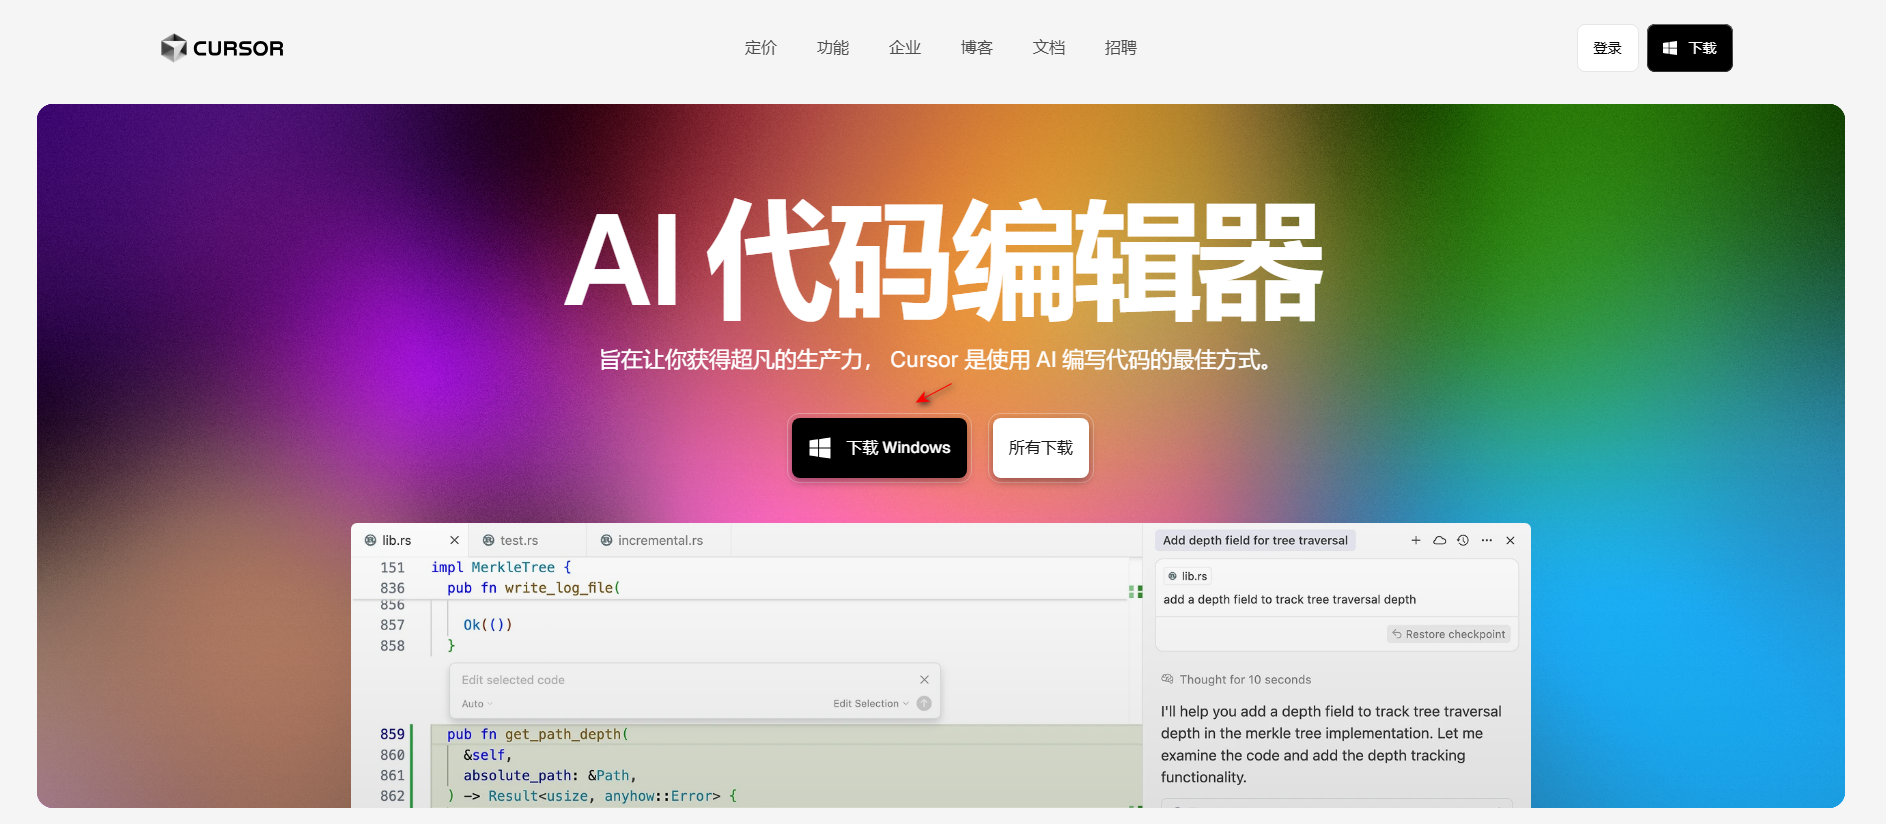 CURSOR
定价 功能 企业 博客 文档 招聘
登录 下载
AI 代码编辑器
旨在让你获得超凡的生产力， Cursor 是使用 AI 编写代码的最佳方式。
下载 Windows 所有下载
lib.rs test.rs incremental.rs
151 impl MerkleTree {
836 pub fn write_log_file(
856
857 Ok(())
858 }
Edit selected code
Auto Edit Selection
859 pub fn get_path_depth(
860 &self,
861 absolute_path: &Path,
862 ) -> Result<usize, anyhow::Error> {
Add depth field for tree traversal
lib.rs
add a depth field to track tree traversal depth
Restore checkpoint
Thought for 10 seconds
I'll help you add a depth field to track tree traversal
depth in the merkle tree implementation. Let me
examine the code and add the depth tracking
functionality.